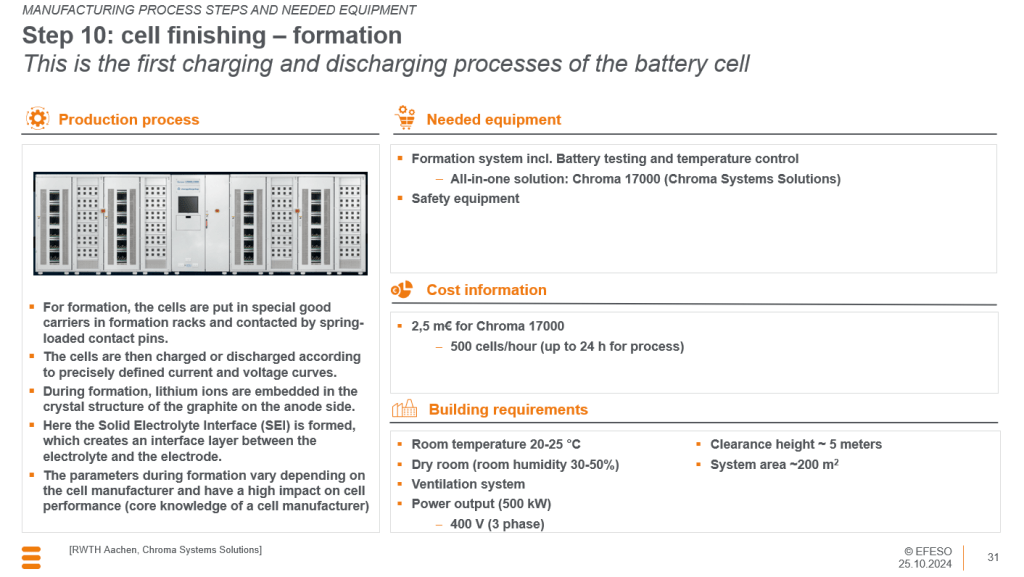 MANUFACTURING PROCESS STEPS AND NEEDED EQUIPMENT
Step 10: cell finishing – formation
This is the first charging and discharging processes of the battery cell
Production process
For formation, the cells are put in special good
carriers in formation racks and contacted by spring-
loaded contact pins.
The cells are then charged or discharged according
to precisely defined current and voltage curves.
During formation, lithium ions are embedded in the
crystal structure of the graphite on the anode side.
Here the Solid Electrolyte Interface (SEI) is formed,
which creates an interface layer between the
electrolyte and the electrode.
The parameters during formation vary depending on
the cell manufacturer and have a high impact on cell
performance (core knowledge of a cell manufacturer)
Needed equipment
Formation system incl. Battery testing and temperature control
– All-in-one solution: Chroma 17000 (Chroma Systems Solutions)
Safety equipment
Cost information
2,5 m€ for Chroma 17000
– 500 cells/hour (up to 24 h for process)
Building requirements
Room temperature 20-25 °C
Dry room (room humidity 30-50%)
Ventilation system
Power output (500 kW)
– 400 V (3 phase)
Clearance height ~ 5 meters
System area ~200 m²
[RWTH Aachen, Chroma Systems Solutions]
© EFESO
25.10.2024
31